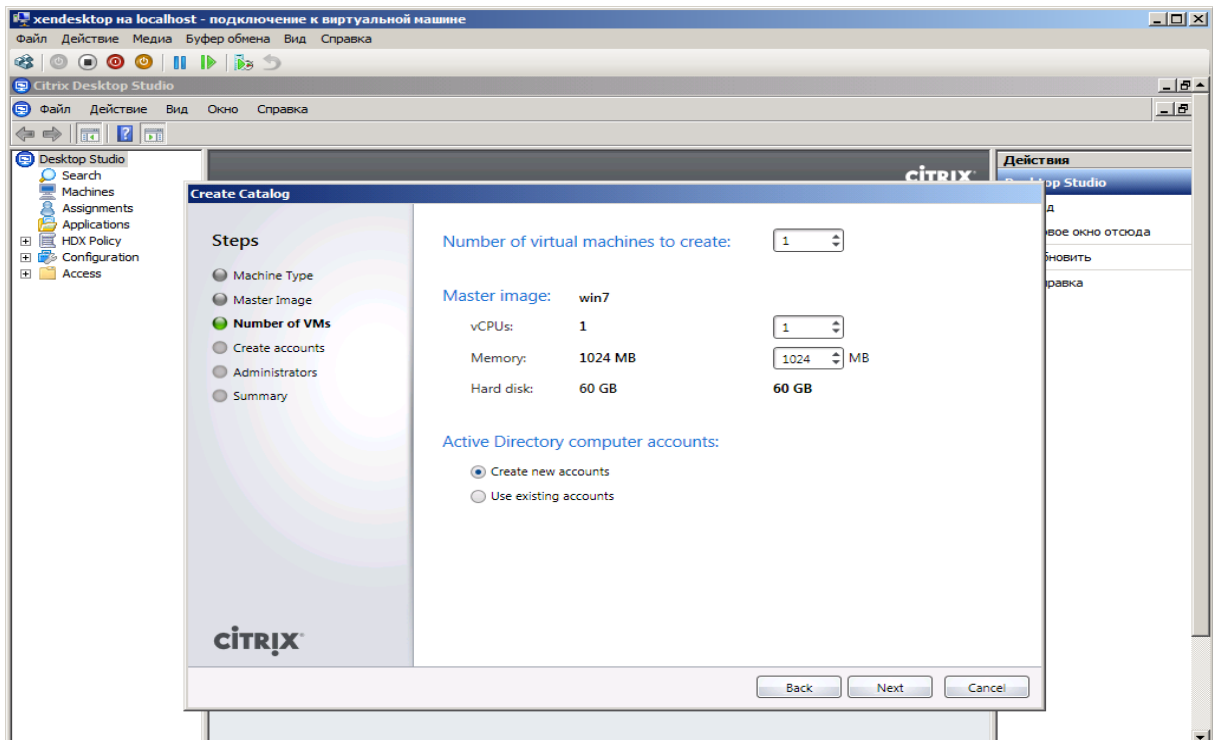 xendesktop на localhost - подключение к виртуальной машине
Файл Действие Медиа Буфер обмена Вид Справка
Citrix Desktop Studio
Файл Действие Вид Окно Справка
Desktop Studio
Search
Machines
Assignments
Applications
HDX Policy
Configuration
Access
CITRIX
Действия
top Studio
вое окно отсюда
Create Catalog
Steps
Machine Type
Master Image
Number of VMs
Create accounts
Administrators
Summary
CITRIX
Number of virtual machines to create: 1
Master image: win7
vCPUs: 1 1
Memory: 1024 MB 1024 MB
Hard disk: 60 GB 60 GB
Active Directory computer accounts:
Create new accounts
Use existing accounts
Back Next Cancel